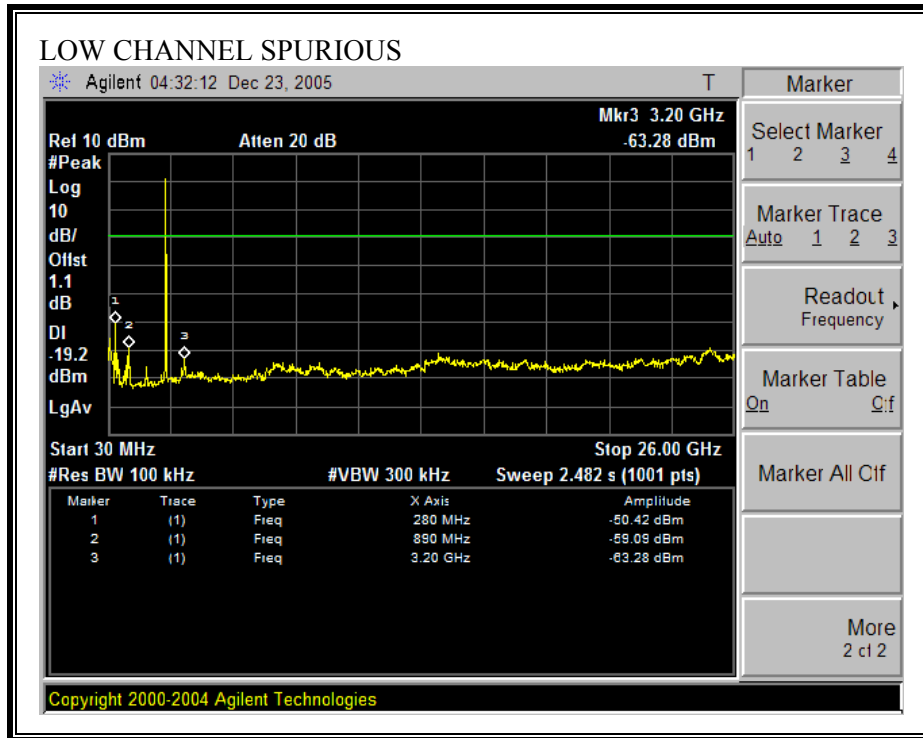 LOW CHANNEL SPURIOUS
Agilent 04:32:12 Dec 23, 2005 T
Mkr3 3.20 GHz
Ref 10 dBm Atten 20 dB -63.28 dBm
#Peak
Log
10
dB/
Offst
1.1
dB
DI
-19.2
dBm
LgAv
1
2
3
Start 30 MHz Stop 26.00 GHz
#Res BW 100 kHz #VBW 300 kHz Sweep 2.482 s (1001 pts)
Marker Trace Type X Axis Amplitude
1 (1) Freq 280 MHz -50.42 dBm
2 (1) Freq 890 MHz -59.09 dBm
3 (1) Freq 3.20 GHz -63.28 dBm
Marker
Select Marker
1 2 3 4
Marker Trace
Auto 1 2 3
Readout
Frequency
Marker Table
On Off
Marker All Off
More
2 of 2
Copyright 2000-2004 Agilent Technologies